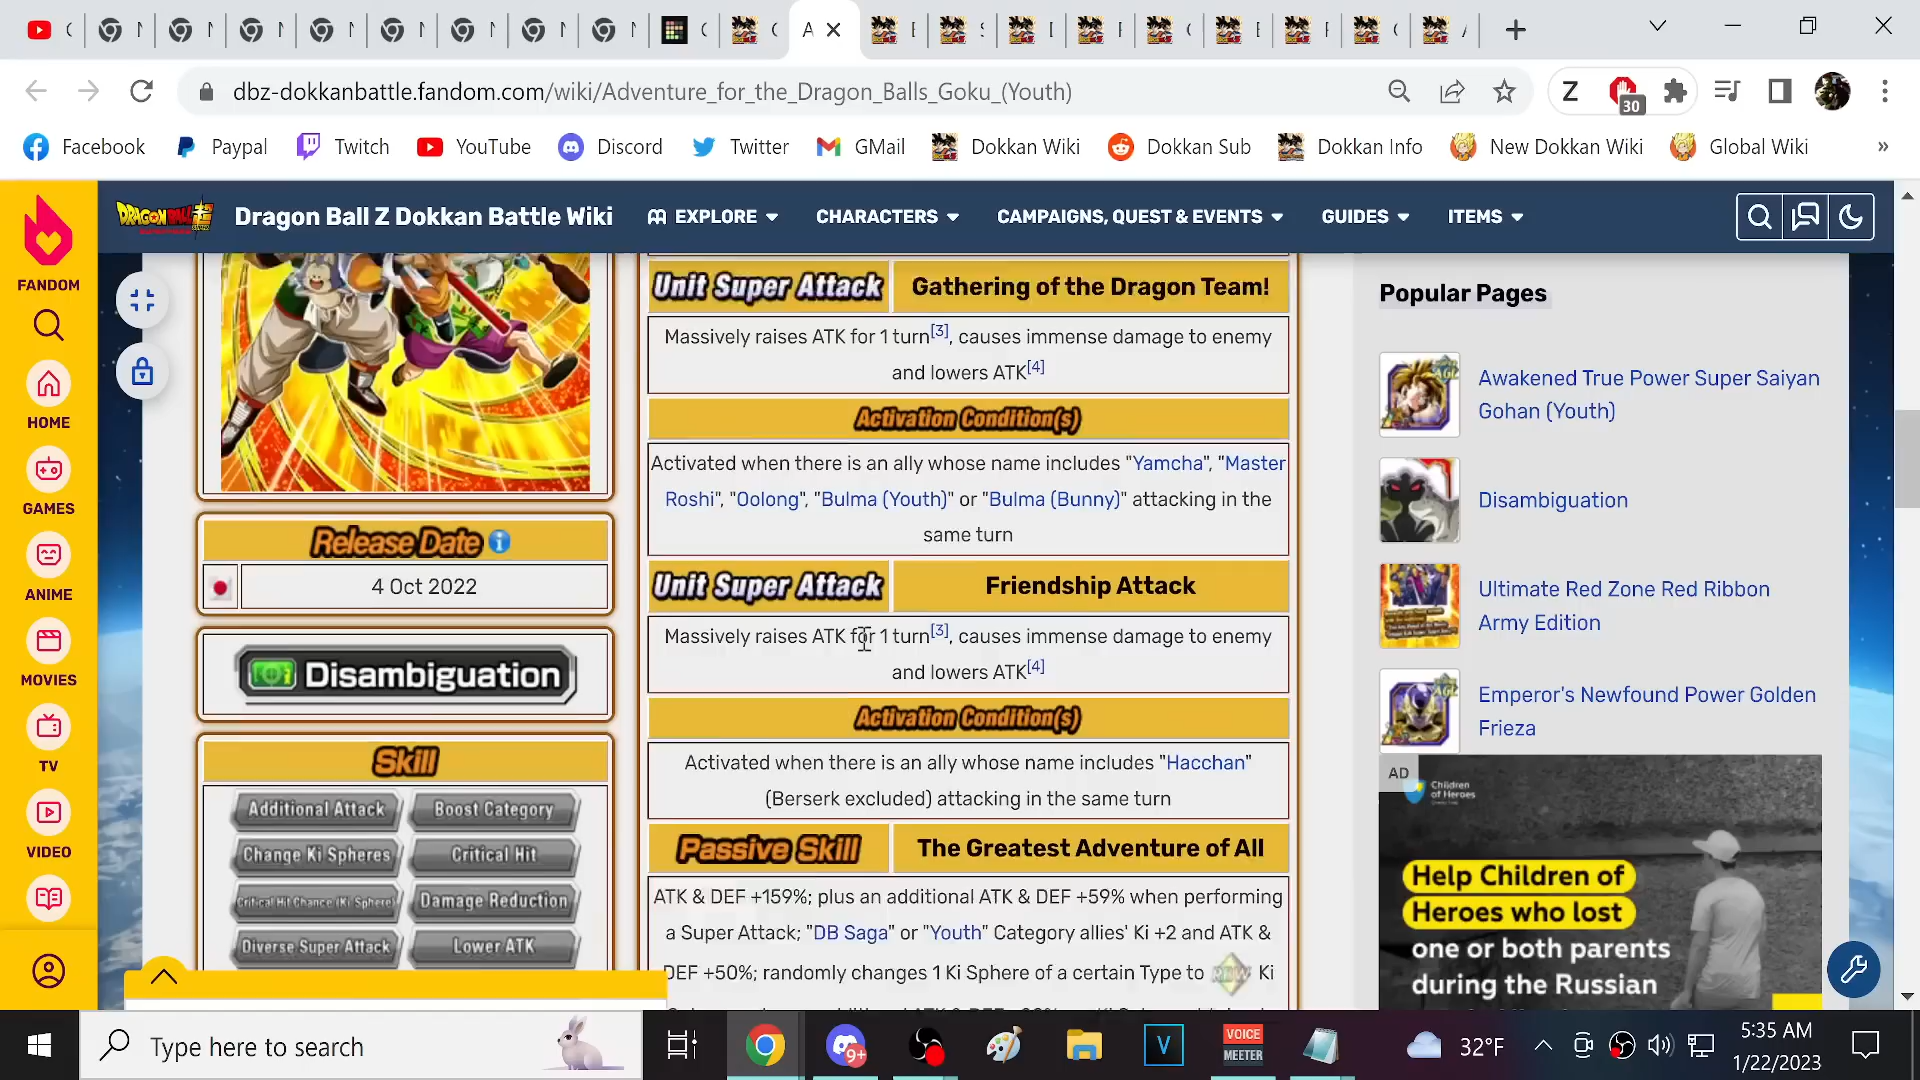 dbz-dokkanbattle.fandom.com/wiki/Adventure_for_the_Dragon_Balls_Goku_(Youth)
30
Facebook
Paypal
Twitch
YouTube
Discord
Twitter
GMail
Dokkan Wiki
Dokkan Sub
Dokkan Info
New Dokkan Wiki
Global Wiki
Dragon Ball Z Dokkan Battle Wiki
EXPLORE
CHARACTERS
CAMPAIGNS, QUEST & EVENTS
GUIDES
ITEMS
FANDOM
HOME
GAMES
ANIME
MOVIES
TV
VIDEO
Release Date
4 Oct 2022
Disambiguation
Skill
Additional Attack
Boost Category
Change Ki Spheres
Critical Hit
Critical Hit Chance (Ki Sphere)
Damage Reduction
Diverse Super Attack
Lower ATK
Unit Super Attack
Gathering of the Dragon Team!
Massively raises ATK for 1 turn[3], causes immense damage to enemy
and lowers ATK[4]
Activation Condition(s)
Activated when there is an ally whose name includes "Yamcha", "Master
Roshi", "Oolong", "Bulma (Youth)" or "Bulma (Bunny)" attacking in the
same turn
Unit Super Attack
Friendship Attack
Massively raises ATK for 1 turn[3], causes immense damage to enemy
and lowers ATK[4]
Activation Condition(s)
Activated when there is an ally whose name includes "Hacchan"
(Berserk excluded) attacking in the same turn
Passive Skill
The Greatest Adventure of All
ATK & DEF +159%; plus an additional ATK & DEF +59% when performing
a Super Attack; "DB Saga" or "Youth" Category allies' Ki +2 and ATK &
DEF +50%; randomly changes 1 Ki Sphere of a certain Type to Ki
Popular Pages
Awakened True Power Super Saiyan
Gohan (Youth)
Disambiguation
Ultimate Red Zone Red Ribbon
Army Edition
Emperor's Newfound Power Golden
Frieza
AD
Children
of Heroes
Help Children of
Heroes who lost
one or both parents
during the Russian
Type here to search
9+
V
VOICE
MEETER
32°F
5:35 AM
1/22/2023